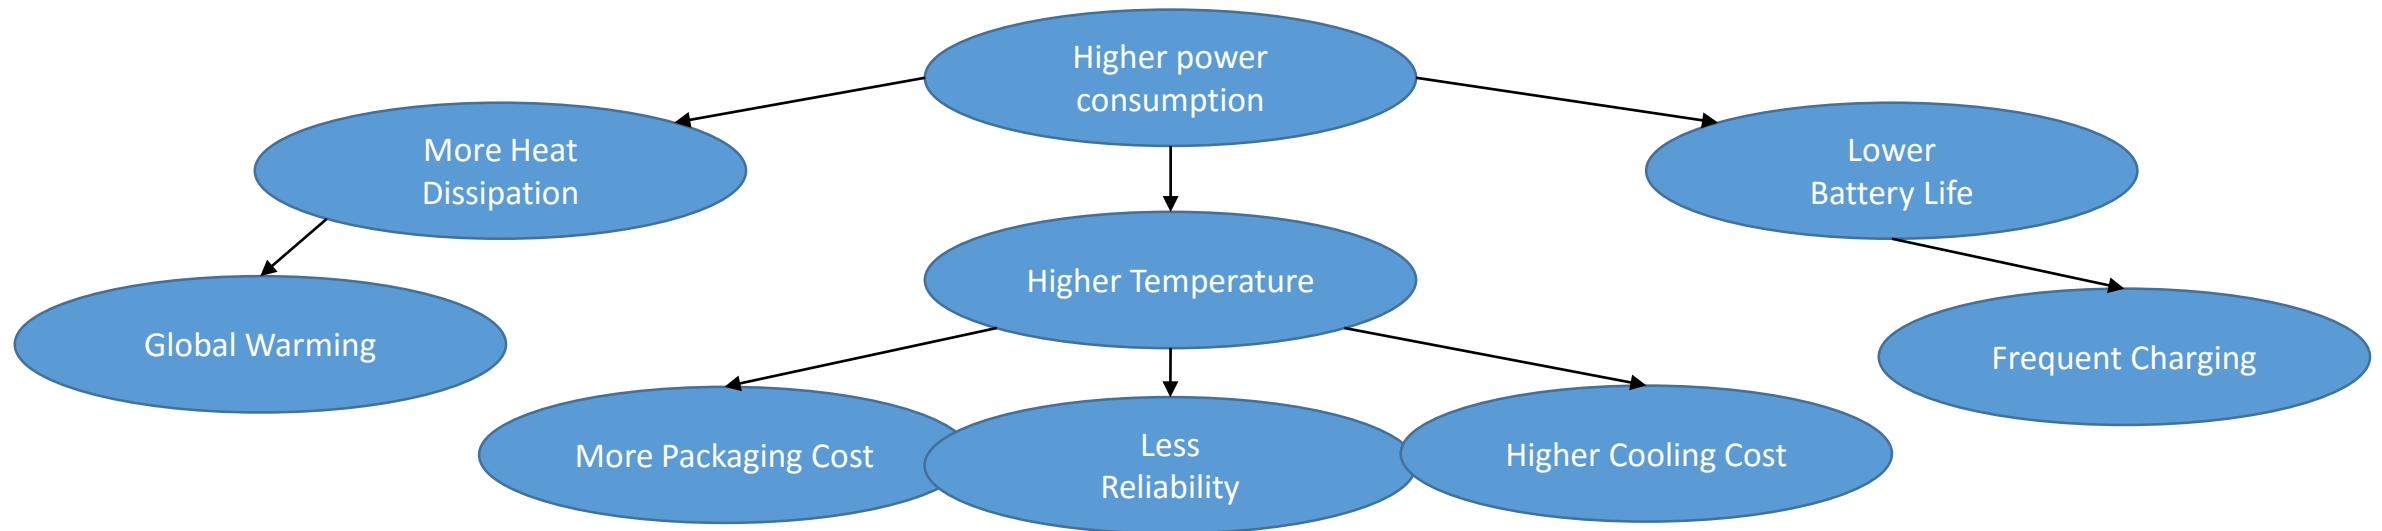 Higher power
consumption
More Heat
Dissipation
Lower
Battery Life
Higher Temperature
Global Warming
Frequent Charging
More Packaging Cost
Less
Reliability
Higher Cooling Cost